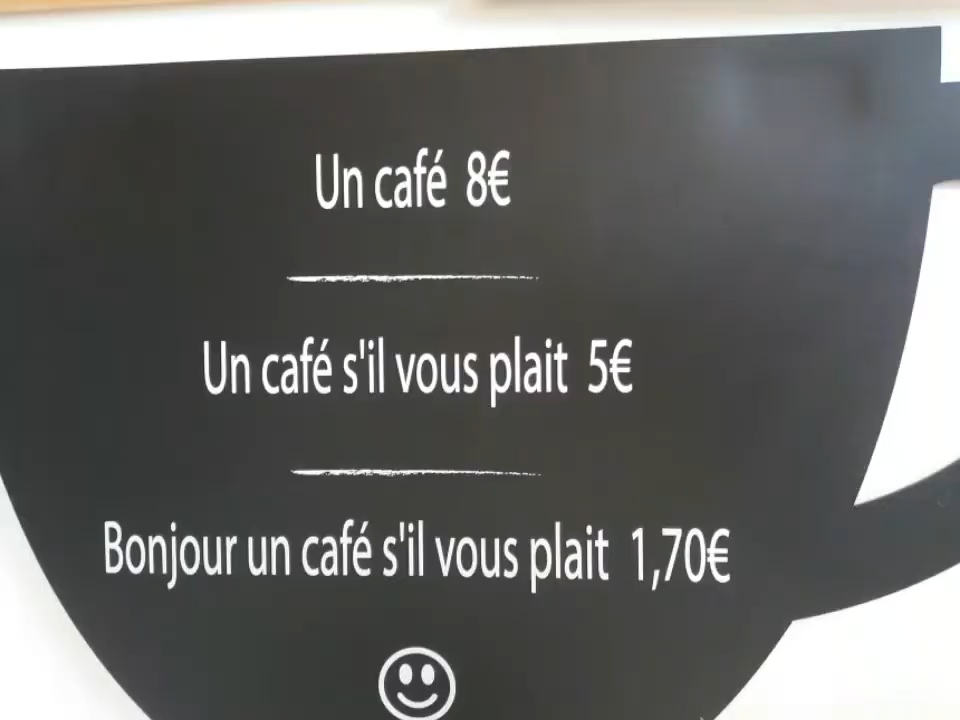 Un café 8€
Un café s'il vous plait 5€
Bonjour un café s'il vous plait 1,70€